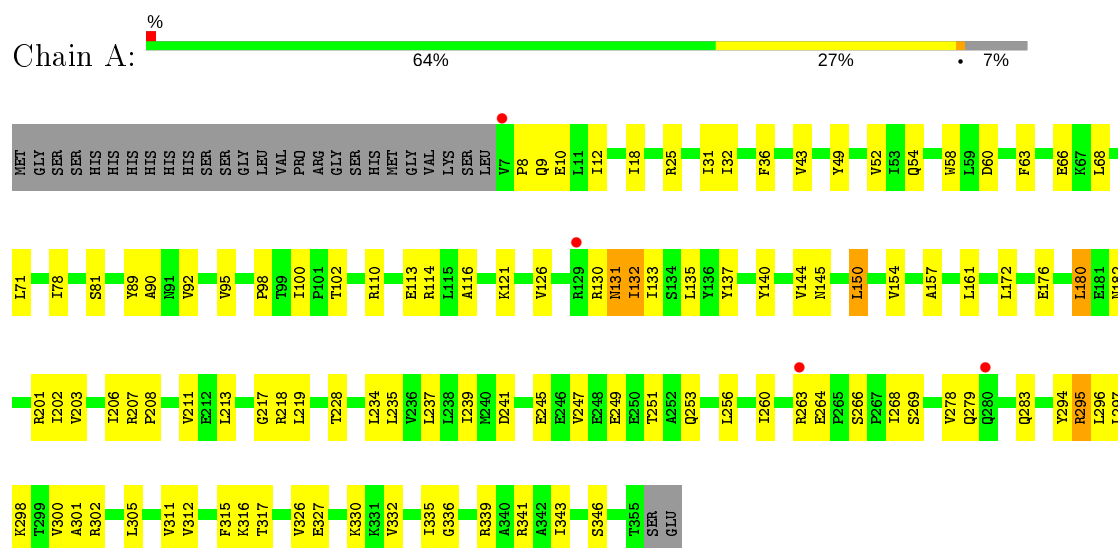 %
Chain A:
64% 27% • 7%
MET GLY SER SER HIS HIS HIS HIS HIS HIS SER SER GLY LEU VAL PRO ARG GLY SER HIS MET GLY VAL LYS SER LEU V7 P8 Q9 E10 L11 I12 I18 R25 I31 I32 F36 V43 Y49 V52 I53 Q54 W58 L59 D60 F63 E66 K67 L68
L71 I78 S81 Y89 A90 N91 V92 V95 P98 T99 I100 P101 T102 R110 E113 R114 L115 A116 K121 V126 R129 R130 N131 I132 I133 S134 L135 Y136 Y137 Y140 V144 N145 L150 V154 A157 L161 L172 E176 L180 E181 N182
R201 I202 V203 I206 R207 P208 V211 E212 L213 G217 R218 L219 T228 L234 L235 V236 L237 L238 I239 M240 D241 E245 E246 V247 E248 E249 E250 T251 A252 Q253 L256 I260 R263 E264 P265 S266 P267 I268 S269 V278 Q279 Q280 Q283 Y294 R295 L296
K298 T299 V300 A301 R302 L305 V311 V312 F315 K316 T317 V326 E327 K330 K331 V332 I335 G336 R339 A340 R341 A342 I343 S346 T355 SER GLU